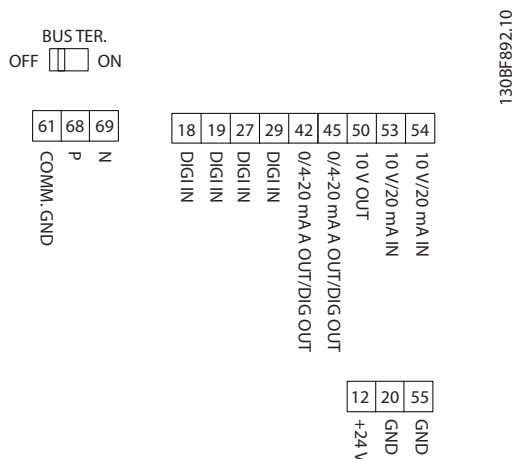 BUS TER.
OFF ON
61 68 69
COMM. GND
P
N
18 19 27 29 42 45 50 53 54
DIGI IN
DIGI IN
DIGI IN
DIGI IN
0/4-20 mA A OUT/DIG OUT
0/4-20 mA A OUT/DIG OUT
10 V OUT
10 V/20 mA IN
10 V/20 mA IN
12 20 55
+24 V
GND
GND
130BF892.10